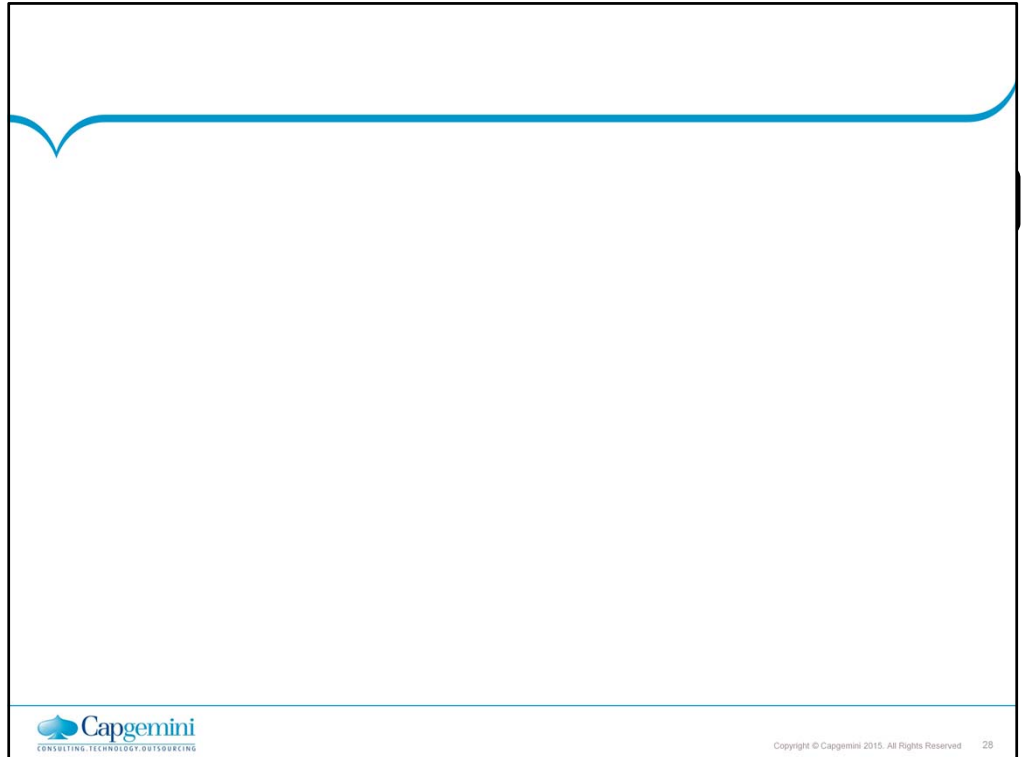 Capgemini
CONSULTING.TECHNOLOGY.OUTSOURCING
Copyright © Capgemini 2015. All Rights Reserved 28